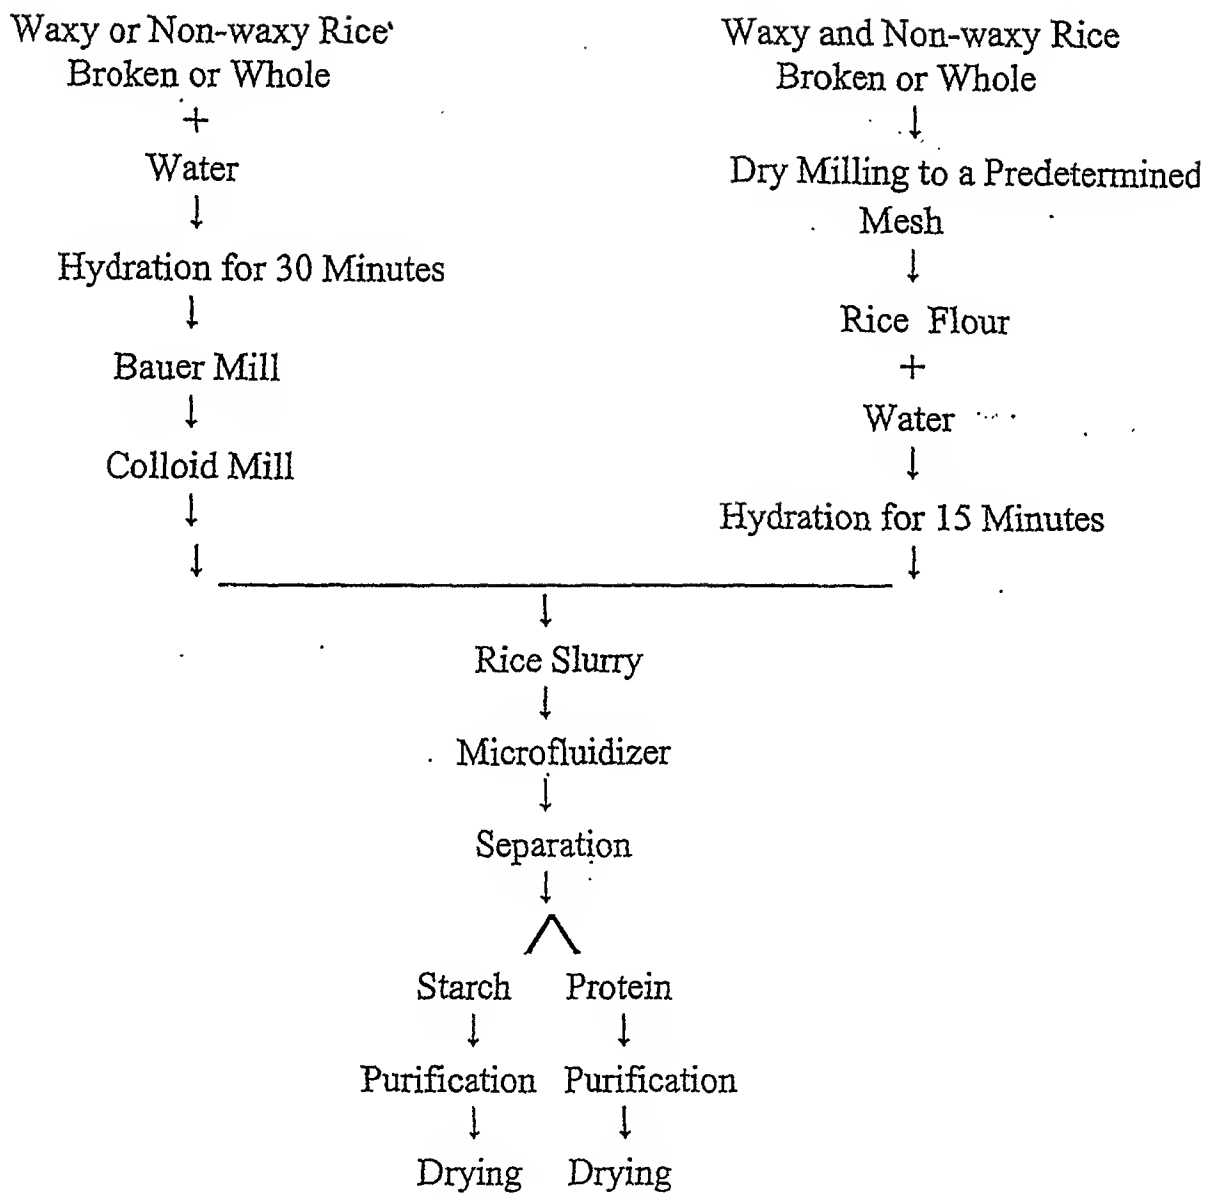 Waxy or Non-waxy Rice
Broken or Whole
+
Water
↓
Hydration for 30 Minutes
↓
Bauer Mill
↓
Colloid Mill
↓
↓
Waxy and Non-waxy Rice
Broken or Whole
↓
Dry Milling to a Predetermined
Mesh
↓
Rice Flour
+
Water
↓
Hydration for 15 Minutes
↓
↓
Rice Slurry
↓
Microfluidizer
↓
Separation
↓
Starch Protein
↓ ↓
Purification Purification
↓ ↓
Drying Drying